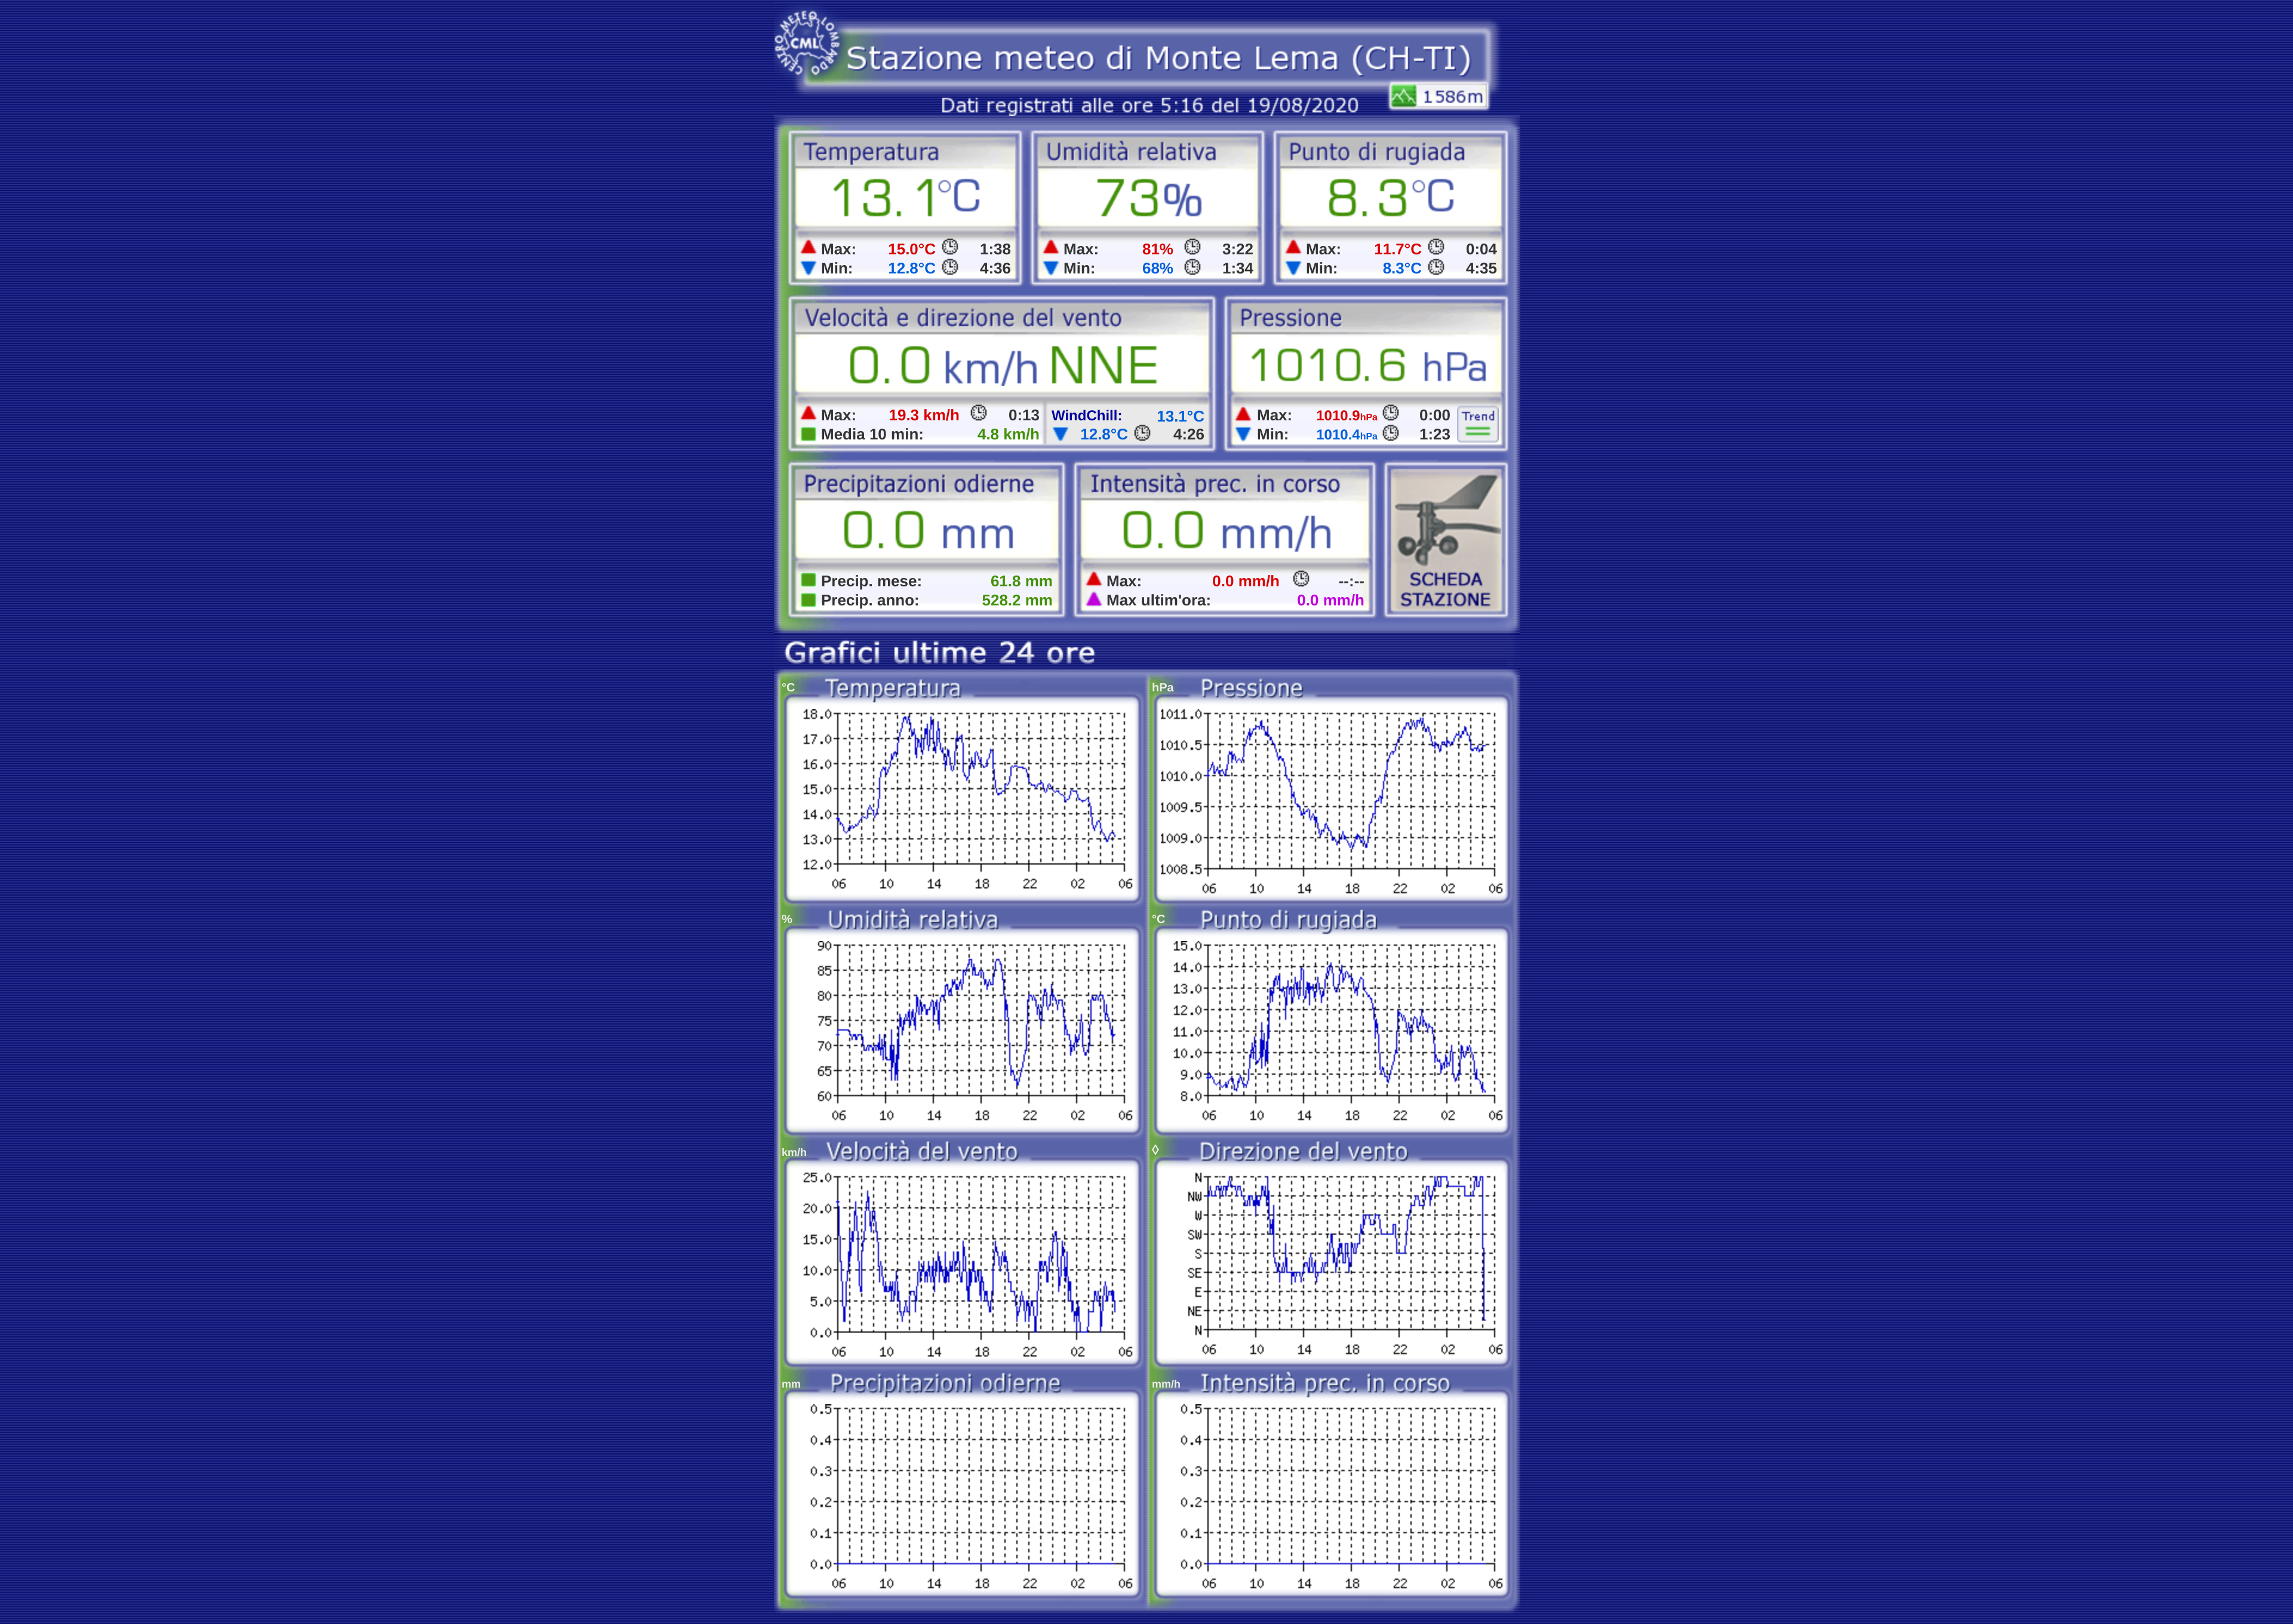 CENTRO METEO LOMBARDO
CML
Stazione meteo di Monte Lema (CH-TI)
1586m
Dati registrati alle ore 5:16 del 19/08/2020
Temperatura
13.1°C
Max: 15.0°C 1:38
Min: 12.8°C 4:36
Umidità relativa
73%
Max: 81% 3:22
Min: 68% 1:34
Punto di rugiada
8.3°C
Max: 11.7°C 0:04
Min: 8.3°C 4:35
Velocità e direzione del vento
0.0 km/h NNE
Max: 19.3 km/h 0:13
Media 10 min: 4.8 km/h
WindChill: 13.1°C
12.8°C 4:26
Pressione
1010.6 hPa
Max: 1010.9hPa 0:00
Min: 1010.4hPa 1:23
Trend
Precipitazioni odierne
0.0 mm
Precip. mese: 61.8 mm
Precip. anno: 528.2 mm
Intensità prec. in corso
0.0 mm/h
Max: 0.0 mm/h --:--
Max ultim'ora: 0.0 mm/h
SCHEDA
STAZIONE
Grafici ultime 24 ore
°C Temperatura
18.0
17.0
16.0
15.0
14.0
13.0
12.0
06 10 14 18 22 02 06
hPa Pressione
1011.0
1010.5
1010.0
1009.5
1009.0
1008.5
06 10 14 18 22 02 06
% Umidità relativa
90
85
80
75
70
65
60
06 10 14 18 22 02 06
°C Punto di rugiada
15.0
14.0
13.0
12.0
11.0
10.0
9.0
8.0
06 10 14 18 22 02 06
km/h Velocità del vento
25.0
20.0
15.0
10.0
5.0
0.0
06 10 14 18 22 02 06
◊ Direzione del vento
N
NW
W
SW
S
SE
E
NE
N
06 10 14 18 22 02 06
mm Precipitazioni odierne
0.5
0.4
0.3
0.2
0.1
0.0
06 10 14 18 22 02 06
mm/h Intensità prec. in corso
0.5
0.4
0.3
0.2
0.1
0.0
06 10 14 18 22 02 06